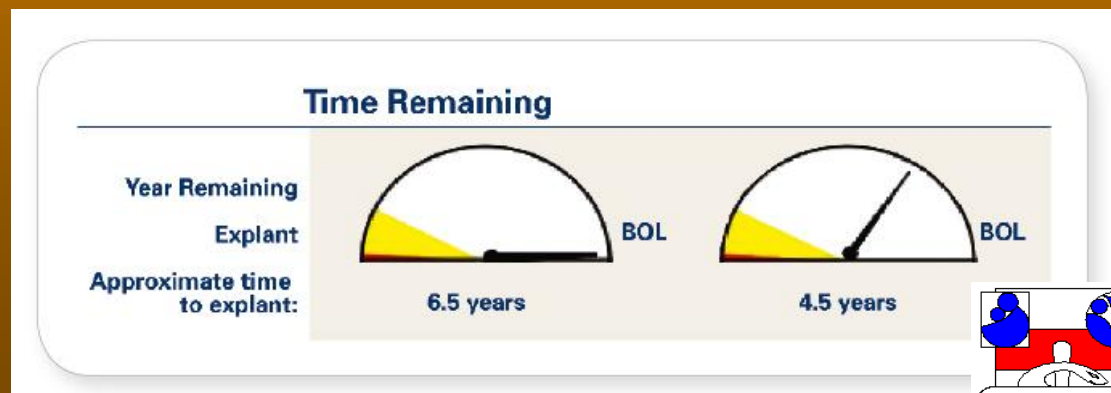 Time Remaining
Year Remaining
Explant
BOL
BOL
Approximate time
to explant:
6.5 years
4.5 years